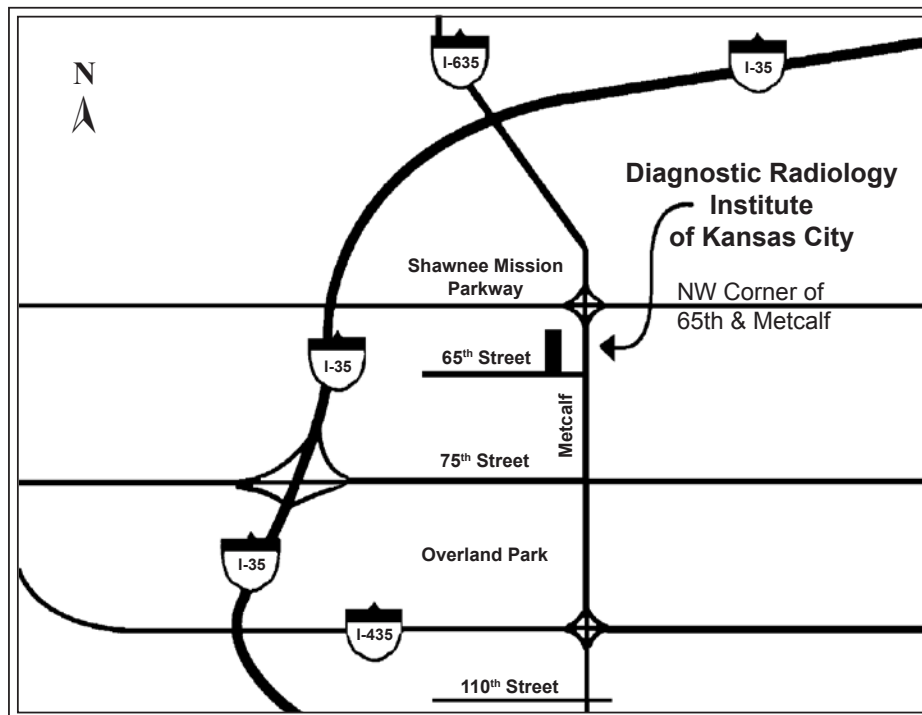 I-635
I-35
N
Diagnostic Radiology
Institute
of Kansas City
Shawnee Mission
Parkway
NW Corner of
65th & Metcalf
65th Street
I-35
Metcalf
75th Street
Overland Park
I-35
I-435
110th Street